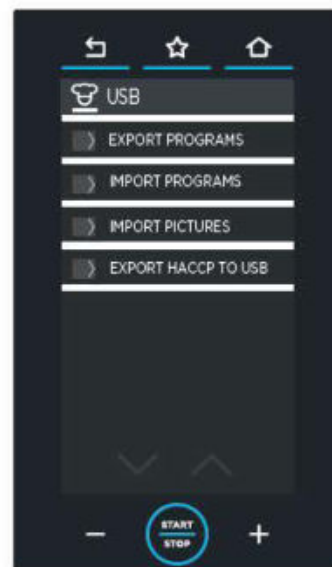 USB
EXPORT PROGRAMS
IMPORT PROGRAMS
IMPORT PICTURES
EXPORT HACCP TO USB
START
STOP